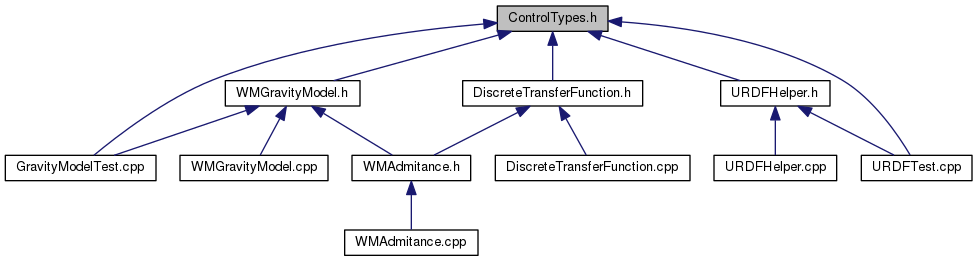 ControlTypes.h
WMGravityModel.h
DiscreteTransferFunction.h
URDFHelper.h
GravityModelTest.cpp
WMGravityModel.cpp
WMAdmitance.h
DiscreteTransferFunction.cpp
URDFHelper.cpp
URDFTest.cpp
WMAdmitance.cpp